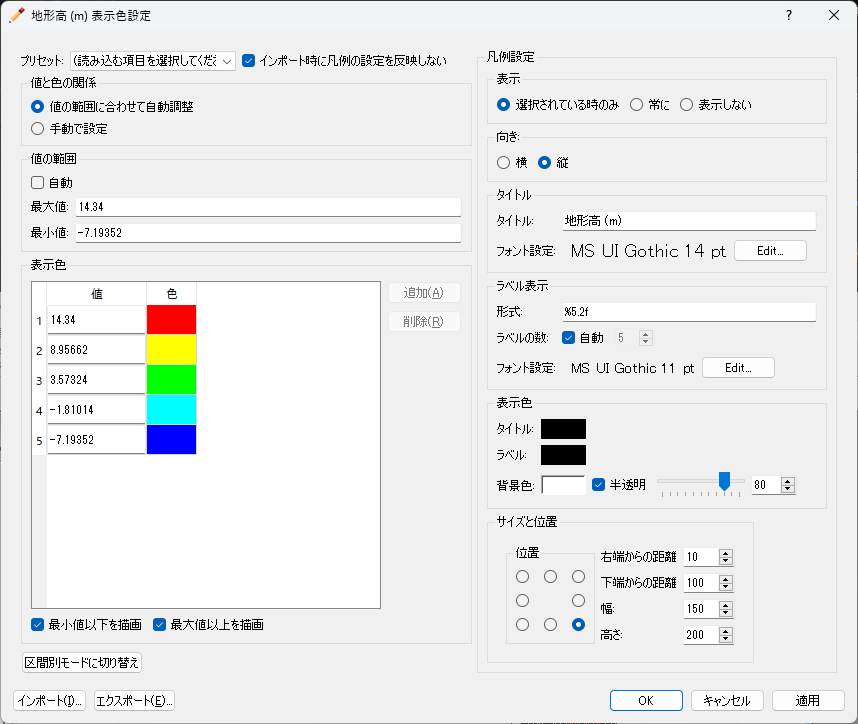 地形高 (m) 表示色設定
プリセット: (読み込む項目を選択してくださ インポート時に凡例の設定を反映しない
値と色の関係
値の範囲に合わせて自動調整
手動で設定
値の範囲
自動
最大値: 14.34
最小値: -7.19352
表示色
値 色
1 14.34
2 8.95662
3 3.57324
4 -1.81014
5 -7.19352
追加(A)
削除(R)
最小値以下を描画 最大値以上を描画
区間別モードに切り替え
凡例設定
表示
選択されている時のみ 常に 表示しない
向き:
横 縦
タイトル
タイトル: 地形高 (m)
フォント設定: MS UI Gothic 14 pt Edit...
ラベル表示
形式: %5.2f
ラベルの数: 自動 5
フォント設定: MS UI Gothic 11 pt Edit...
表示色
タイトル:
ラベル:
背景色: 半透明 80
サイズと位置
位置
右端からの距離 10
下端からの距離 100
幅: 150
高さ: 200
インポート(I)... エクスポート(E)... OK キャンセル 適用